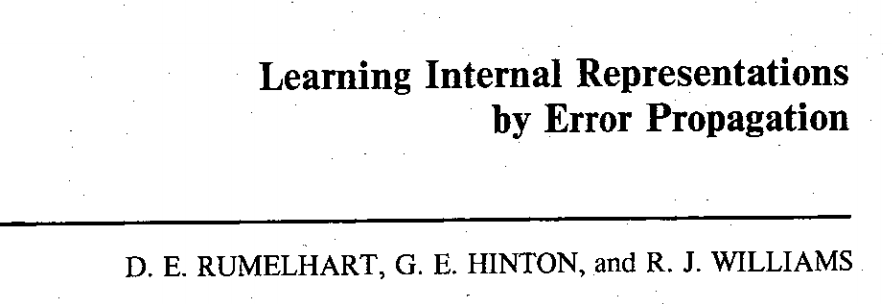 Learning Internal Representations
by Error Propagation
D. E. RUMELHART, G. E. HINTON, and R. J. WILLIAMS